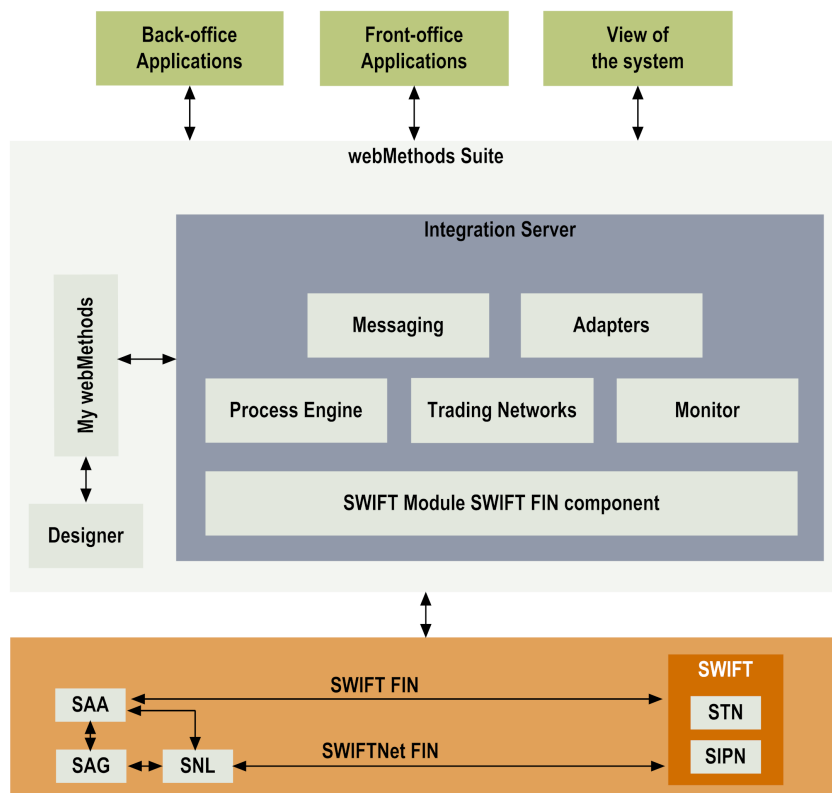 Back-office
Applications
Front-office
Applications
View of
the system
webMethods Suite
Integration Server
My webMethods
Messaging
Adapters
Process Engine
Trading Networks
Monitor
SWIFT Module SWIFT FIN component
Designer
SWIFT
SWIFT FIN
SAA
STN
SWIFTNet FIN
SAG
SNL
SIPN